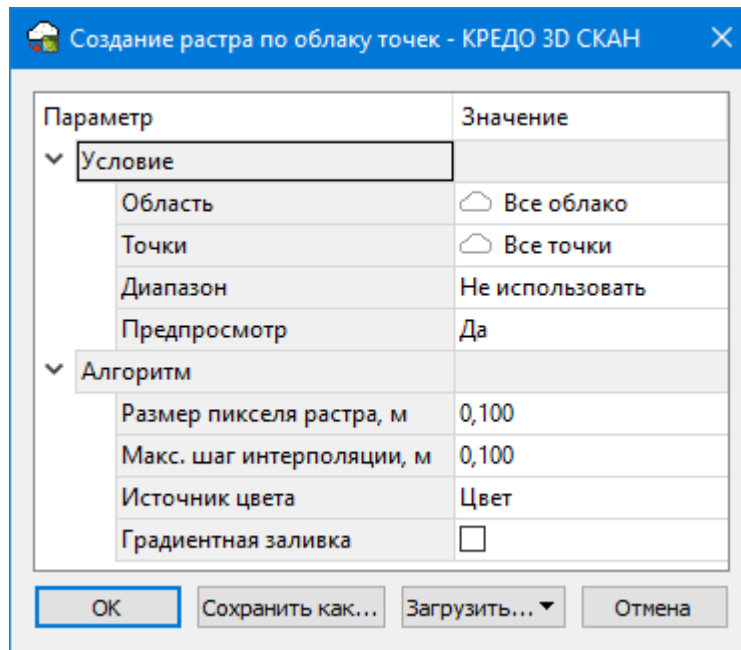 Создание растра по облаку точек - КРЕДО 3D СКАН
Параметр Значение
Условие
Область Все облако
Точки Все точки
Диапазон Не использовать
Предпросмотр Да
Алгоритм
Размер пикселя растра, м 0,100
Макс. шаг интерполяции, м 0,100
Источник цвета Цвет
Градиентная заливка
ОК Сохранить как... Загрузить... Отмена